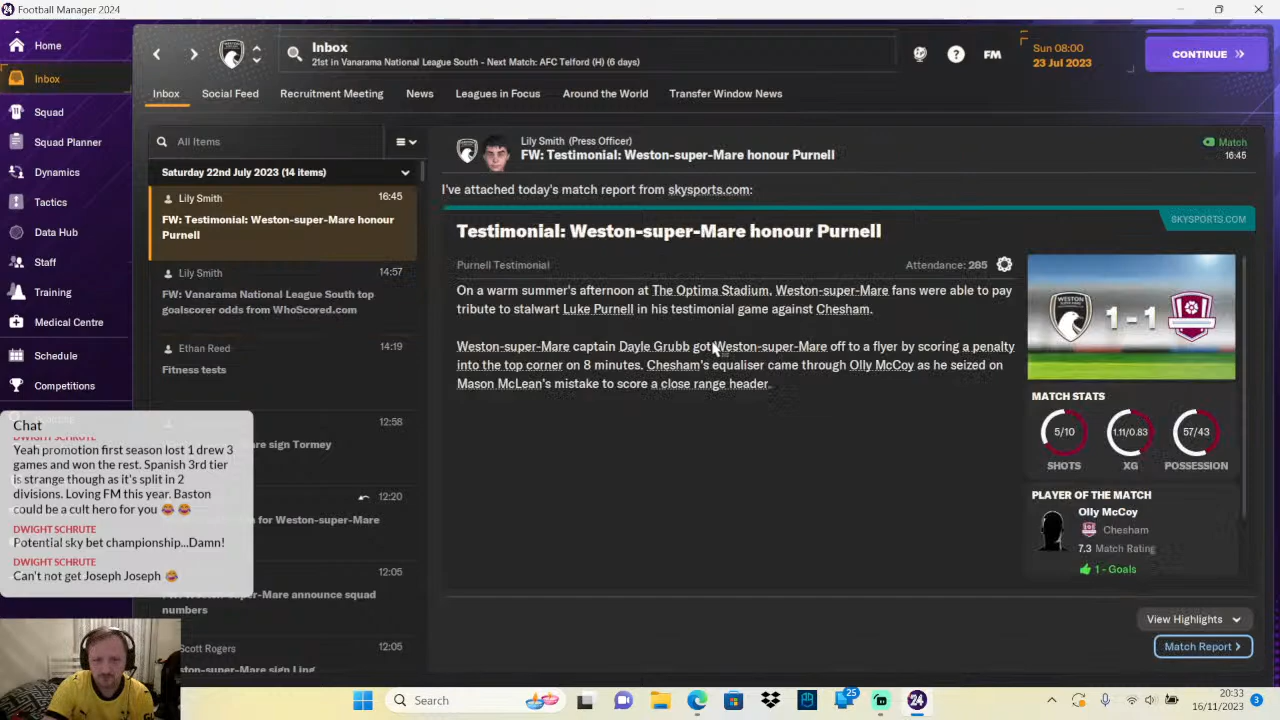 24 Football Manager 2024
Home
Inbox
Squad
Squad Planner
Dynamics
Tactics
Data Hub
Staff
Training
Medical Centre
Schedule
Competitions
Inbox
21st in Vanarama National League South - Next Match: AFC Telford (H) (6 days)
FM
Sun 08:00
23 Jul 2023
CONTINUE
Inbox
Social Feed
Recruitment Meeting
News
Leagues in Focus
Around the World
Transfer Window News
All Items
Saturday 22nd July 2023 (14 items)
Lily Smith
16:45
FW: Testimonial: Weston-super-Mare honour
Purnell
Lily Smith
14:57
FW: Vanarama National League South top
goalscorer odds from WhoScored.com
Ethan Reed
14:19
Fitness tests
12:58
e sign Tormey
12:20
for Weston-super-Mare
12:05
-Mare announce squad
numbers
Scott Rogers
12:05
ston-super-Mare sign Ling
Lily Smith (Press Officer)
FW: Testimonial: Weston-super-Mare honour Purnell
Match
16:45
I've attached today's match report from skysports.com:
SKYSPORTS.COM
Testimonial: Weston-super-Mare honour Purnell
Purnell Testimonial
Attendance: 285
On a warm summer's afternoon at The Optima Stadium, Weston-super-Mare fans were able to pay
tribute to stalwart Luke Purnell in his testimonial game against Chesham.
Weston-super-Mare captain Dayle Grubb got Weston-super-Mare off to a flyer by scoring a penalty
into the top corner on 8 minutes. Chesham's equaliser came through Olly McCoy as he seized on
Mason McLean's mistake to score a close range header.
1 - 1
MATCH STATS
5/10
1.11/0.83
57/43
SHOTS
XG
POSSESSION
PLAYER OF THE MATCH
Olly McCoy
Chesham
7.3 Match Rating
1 - Goals
View Highlights
Match Report
Chat
DWIGHT SCHRUTE
Yeah promotion first season lost 1 drew 3
games and won the rest. Spanish 3rd tier
is strange though as it's split in 2
divisions. Loving FM this year. Baston
could be a cult hero for you 😂 😂
DWIGHT SCHRUTE
Potential sky bet championship...Damn!
DWIGHT SCHRUTE
Can't not get Joseph Joseph 😂
Search
25
24
20:33
16/11/2023
3